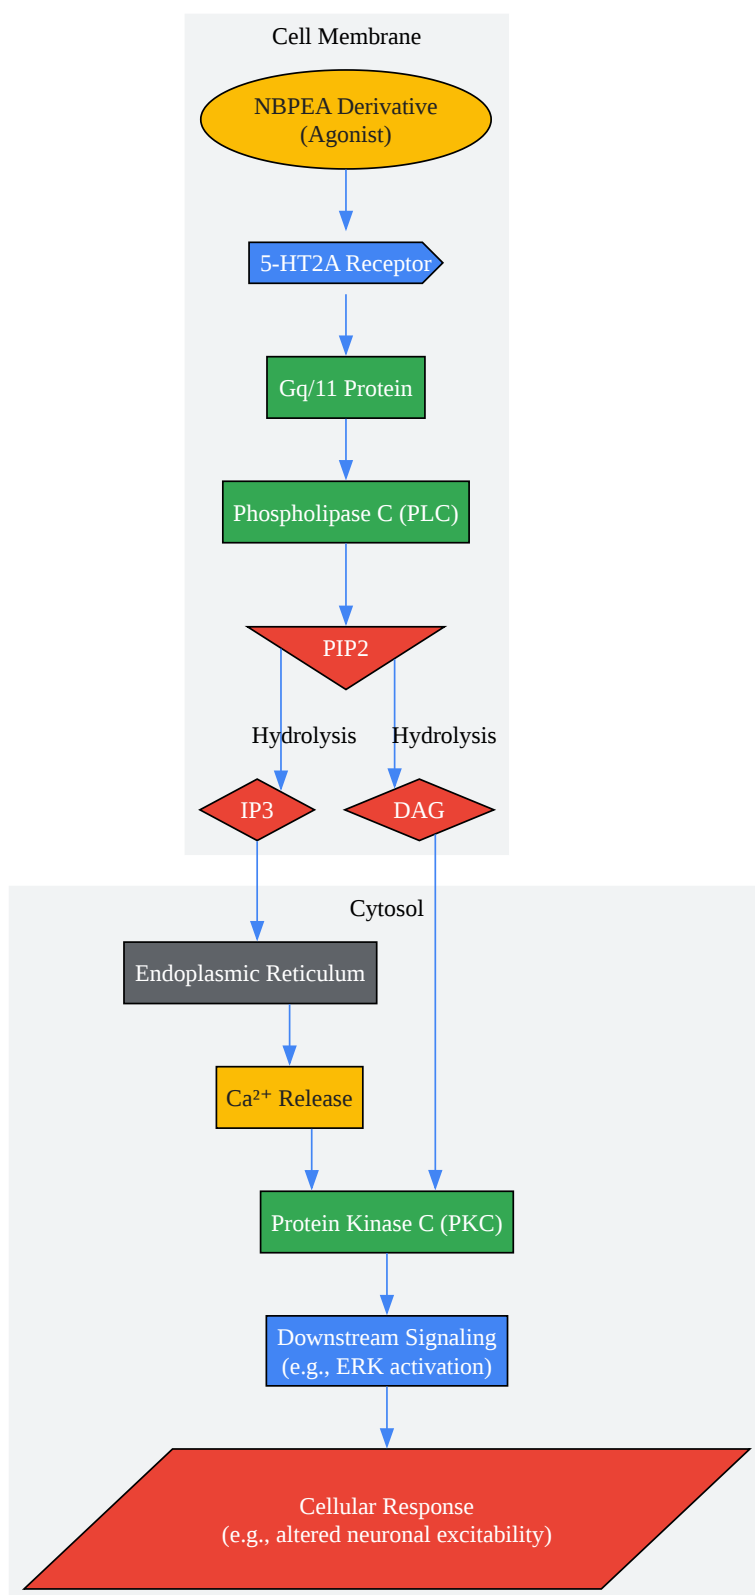 Cell Membrane
NBPEA Derivative
(Agonist)
5-HT2A Receptor
Gq/11 Protein
Phospholipase C (PLC)
PIP2
Hydrolysis
Hydrolysis
IP3
DAG
Cytosol
Endoplasmic Reticulum
Ca²⁺ Release
Protein Kinase C (PKC)
Downstream Signaling
(e.g., ERK activation)
Cellular Response
(e.g., altered neuronal excitability)